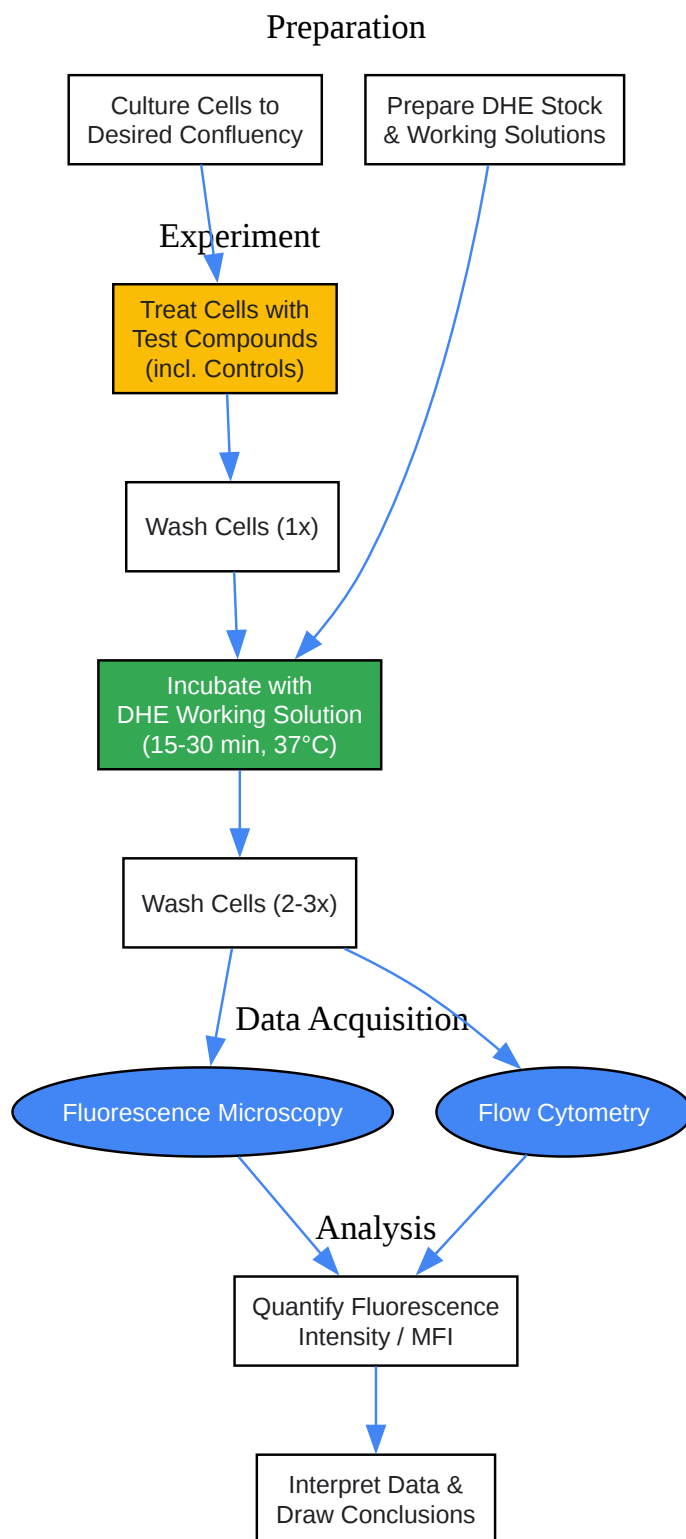 Preparation
Culture Cells to
Desired Confluency
Prepare DHE Stock
& Working Solutions
Experiment
Treat Cells with
Test Compounds
(incl. Controls)
Wash Cells (1x)
Incubate with
DHE Working Solution
(15-30 min, 37°C)
Wash Cells (2-3x)
Data Acquisition
Fluorescence Microscopy
Flow Cytometry
Analysis
Quantify Fluorescence
Intensity / MFI
Interpret Data &
Draw Conclusions